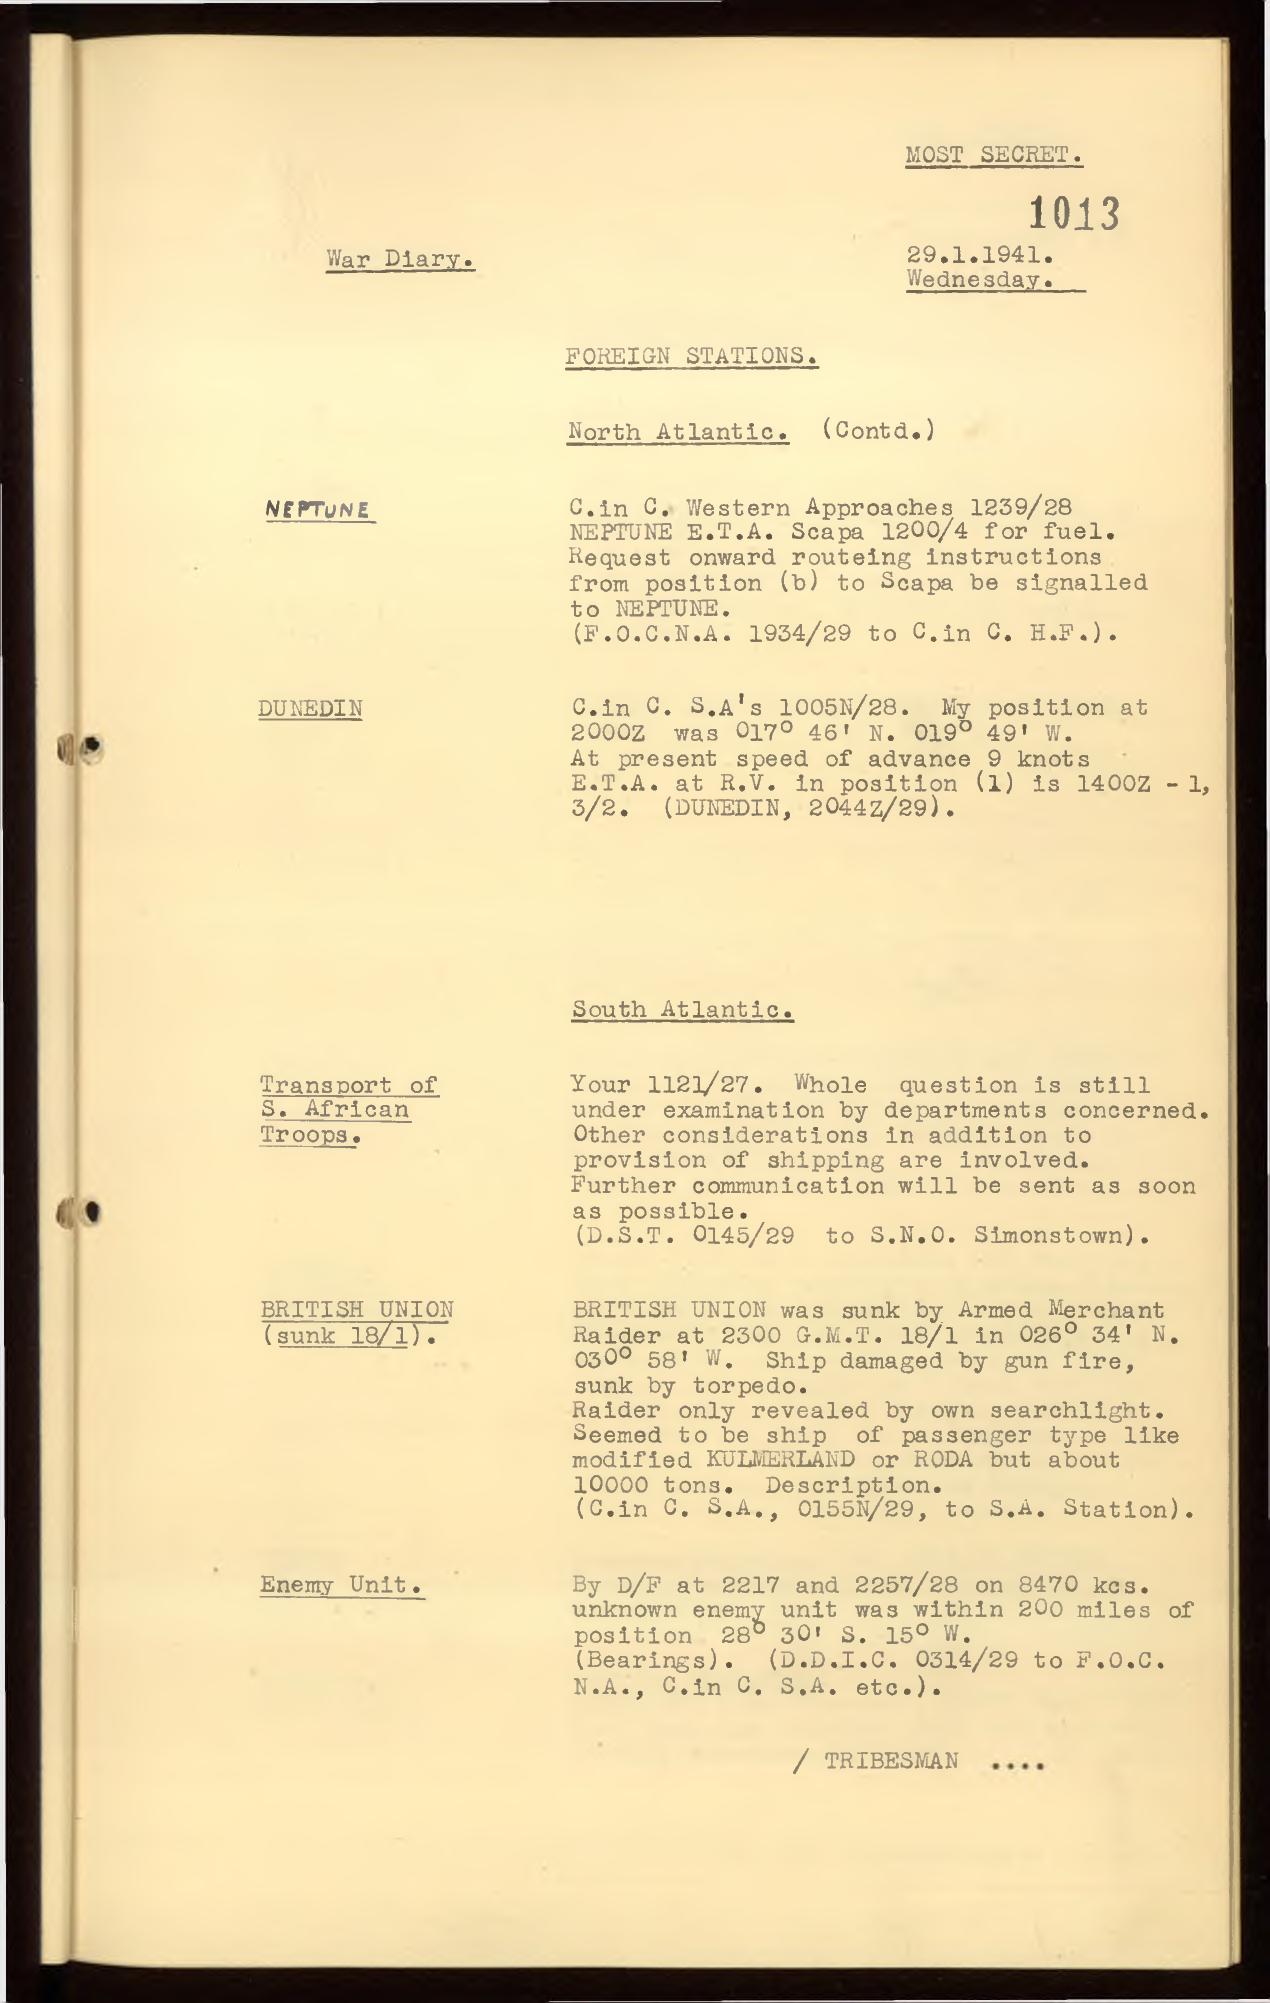 MOST SECRET.
1013
War Diary.
29.1.1941.
Wednesday.
FOREIGN STATIONS.
North Atlantic. (Contd.)
NEPTUNE
C.in C. Western Approaches 1239/28
NEPTUNE E.T.A. Scapa 1200/4 for fuel.
Request onward routeing instructions
from position (b) to Scapa be signalled
to NEPTUNE.
(F.O.C.N.A. 1934/29 to C.in C. H.F.).
DUNEDIN
C.in C. S.A's 1005N/28. My position at
2000Z was 017° 46' N. 019° 49' W.
At present speed of advance 9 knots
E.T.A. at R.V. in position (1) is 1400Z - 1,
3/2. (DUNEDIN, 2044Z/29).
South Atlantic.
Transport of
S. African
Troops.
Your 1121/27. Whole question is still
under examination by departments concerned.
Other considerations in addition to
provision of shipping are involved.
Further communication will be sent as soon
as possible.
(D.S.T. 0145/29 to S.N.O. Simonstown).
BRITISH UNION
(sunk 18/1).
BRITISH UNION was sunk by Armed Merchant
Raider at 2300 G.M.T. 18/1 in 026° 34' N.
030° 58' W. Ship damaged by gun fire,
sunk by torpedo.
Raider only revealed by own searchlight.
Seemed to be ship of passenger type like
modified KULMERLAND or RODA but about
10000 tons. Description.
(C.in C. S.A., 0155N/29, to S.A. Station).
Enemy Unit.
By D/F at 2217 and 2257/28 on 8470 kcs.
unknown enemy unit was within 200 miles of
position 28° 30' S. 15° W.
(Bearings). (D.D.I.C. 0314/29 to F.O.C.
N.A., C.in C. S.A. etc.).
/ TRIBESMAN ....